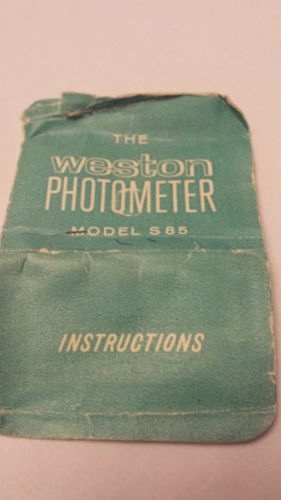 THE
weston
PHOTOMETER
MODEL S85
INSTRUCTIONS